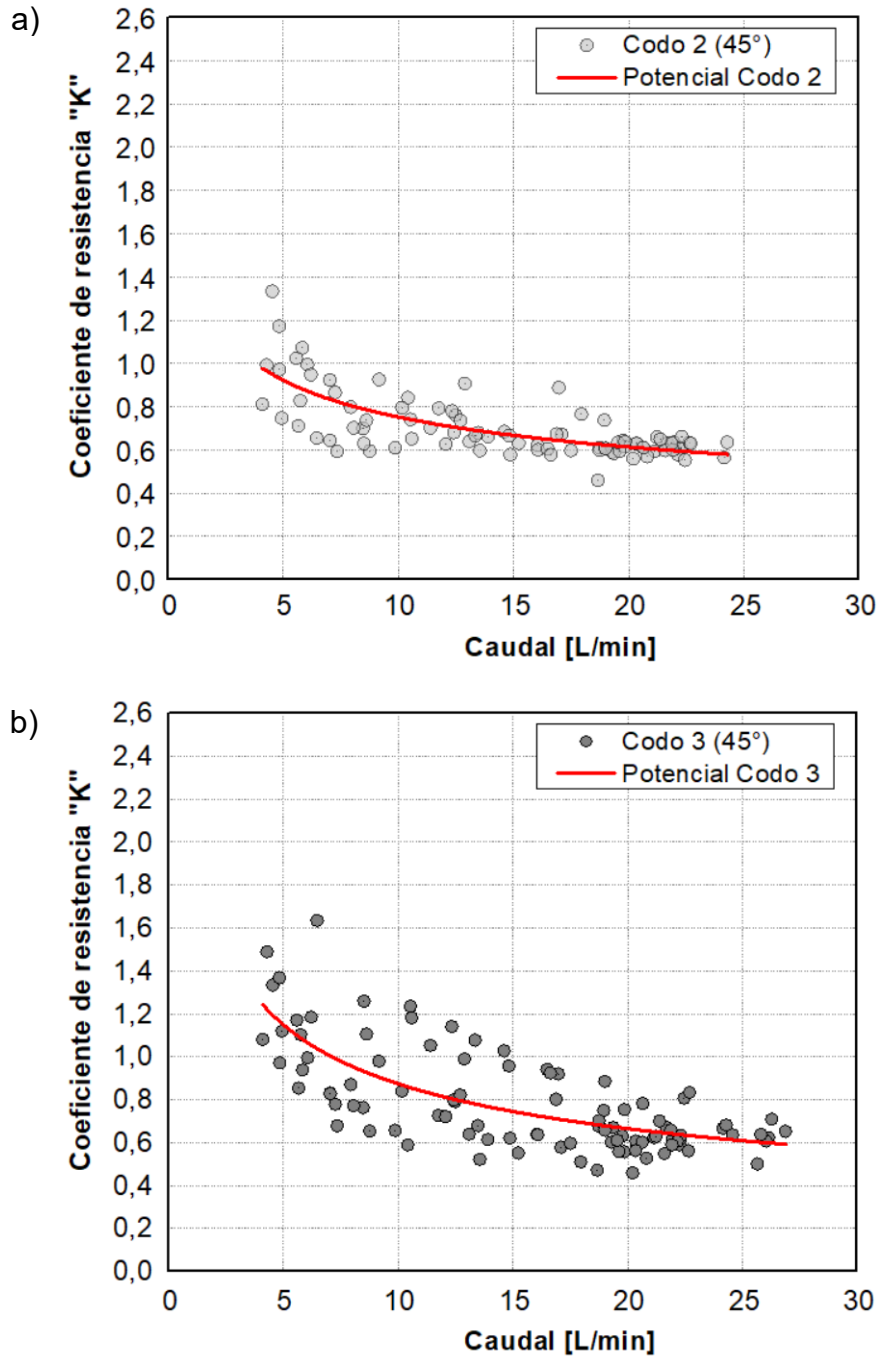 a)
Coeficiente de resistencia "K"
2,6
2,4
2,2
2,0
1,8
1,6
1,4
1,2
1,0
0,8
0,6
0,4
0,2
0,0
Codo 2 (45°)
Potencial Codo 2
0 5 10 15 20 25 30
Caudal [L/min]
b)
Coeficiente de resistencia "K"
2,6
2,4
2,2
2,0
1,8
1,6
1,4
1,2
1,0
0,8
0,6
0,4
0,2
0,0
Codo 3 (45°)
Potencial Codo 3
0 5 10 15 20 25 30
Caudal [L/min]